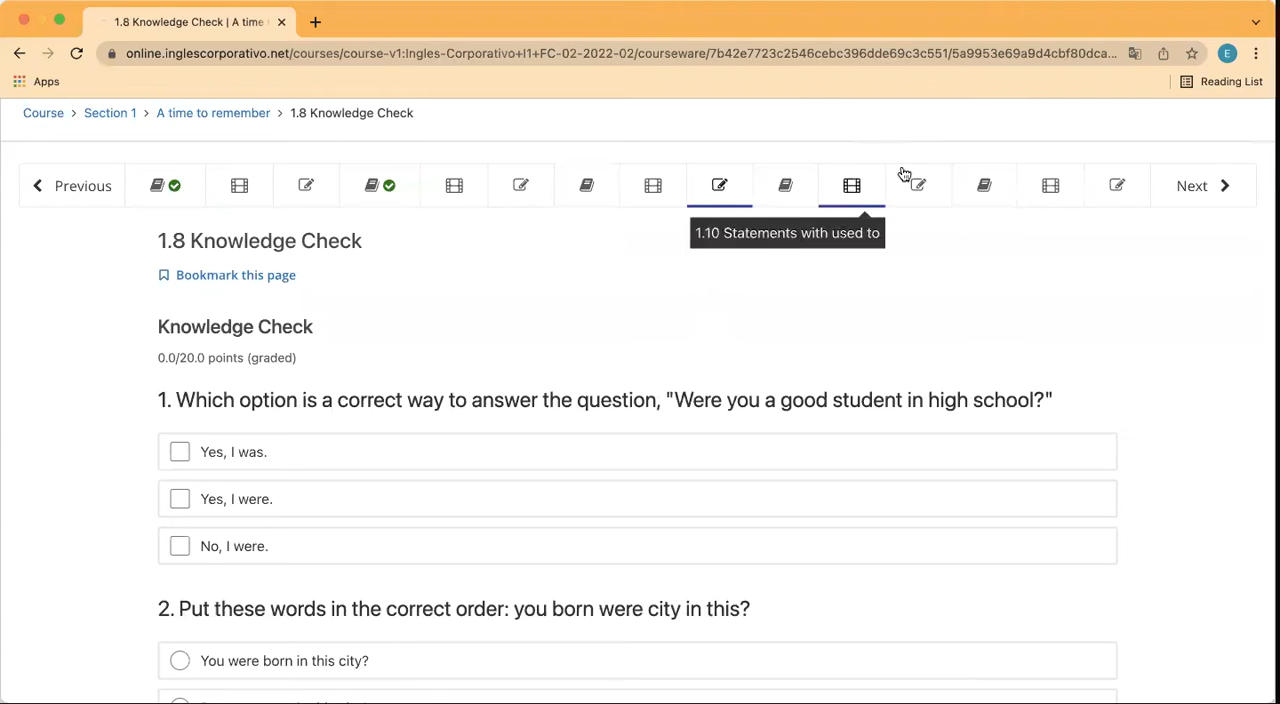 1.8 Knowledge Check | A time
online.inglescorporativo.net/courses/course-v1:Ingles-Corporativo+I1+FC-02-2022-02/courseware/7b42e7723c2546cebc396dde69c3c551/5a9953e69a9d4cbf80dca...
E
Apps
Reading List
Course > Section 1 > A time to remember > 1.8 Knowledge Check
Previous
Next
1.10 Statements with used to
1.8 Knowledge Check
Bookmark this page
Knowledge Check
0.0/20.0 points (graded)
1. Which option is a correct way to answer the question, "Were you a good student in high school?"
Yes, I was.
Yes, I were.
No, I were.
2. Put these words in the correct order: you born were city in this?
You were born in this city?